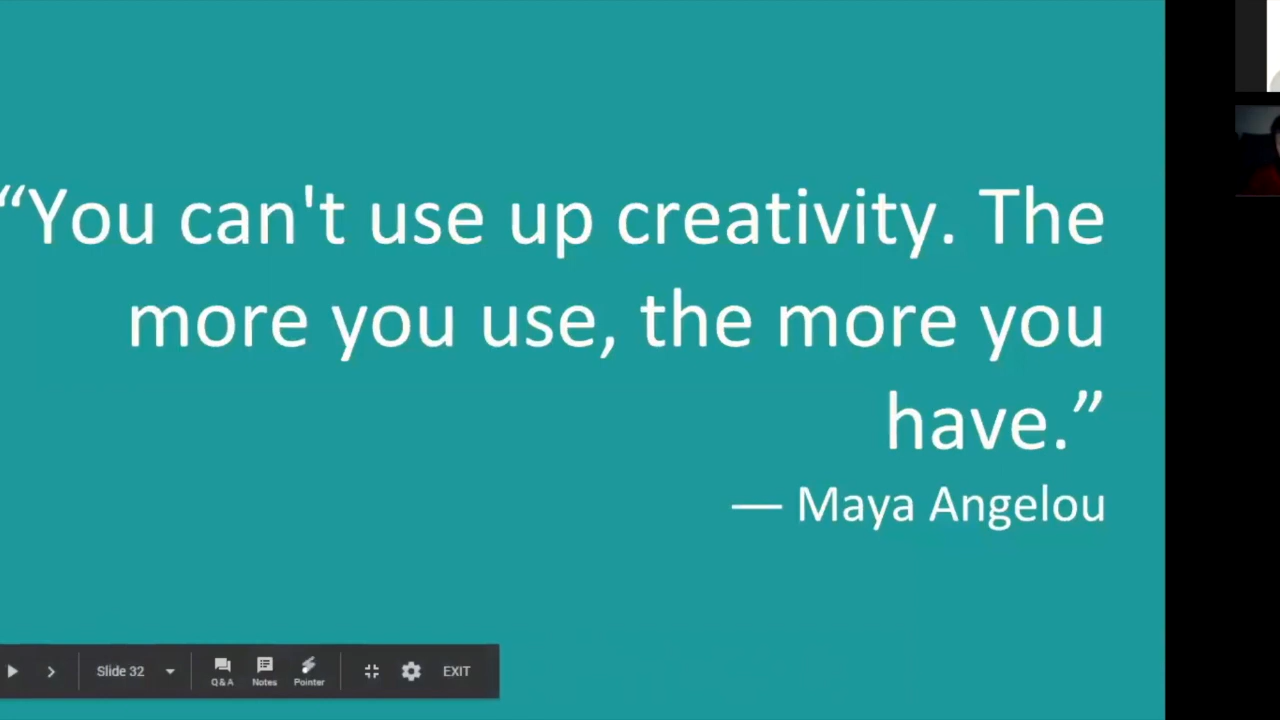 “You can't use up creativity. The
more you use, the more you
have.”
— Maya Angelou
Slide 32
Q&A
Notes
Pointer
EXIT